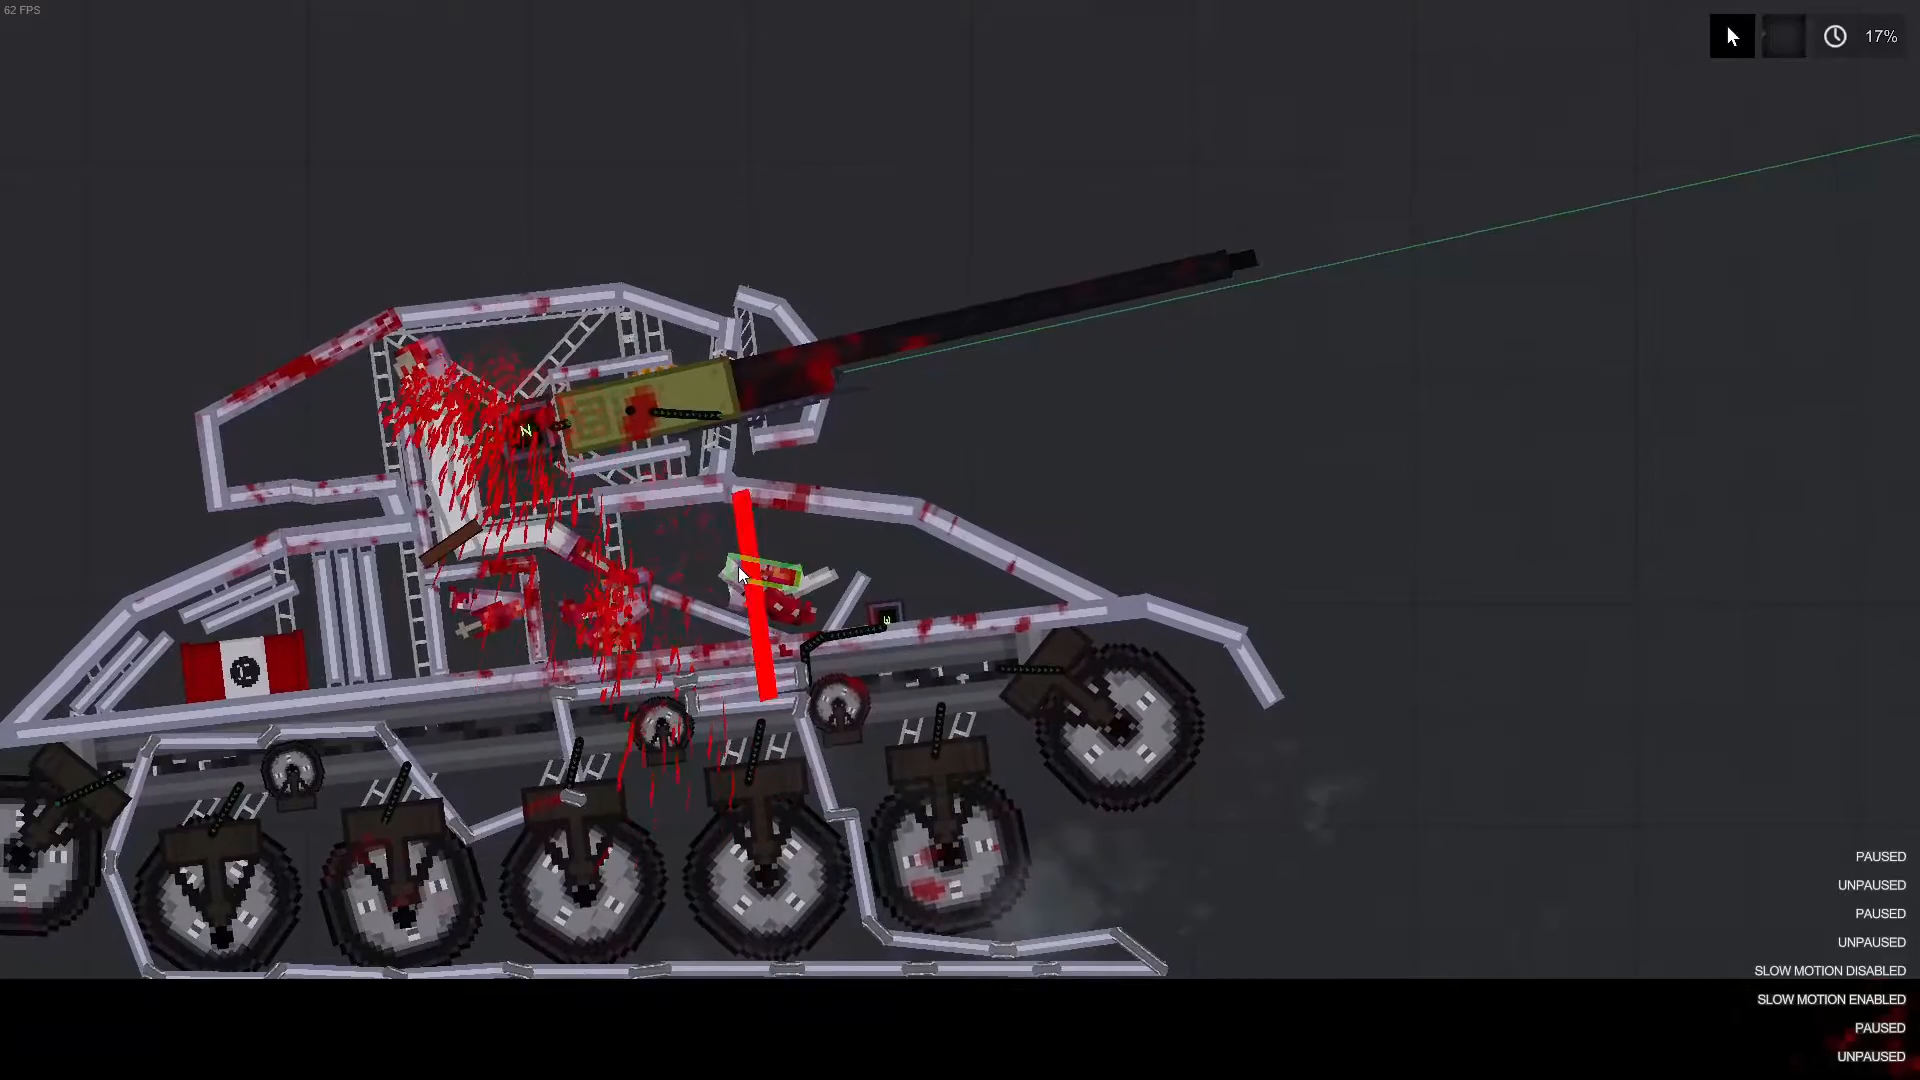 62 FPS
17%
N
PAUSED
UNPAUSED
PAUSED
UNPAUSED
SLOW MOTION DISABLED
SLOW MOTION ENABLED
PAUSED
UNPAUSED